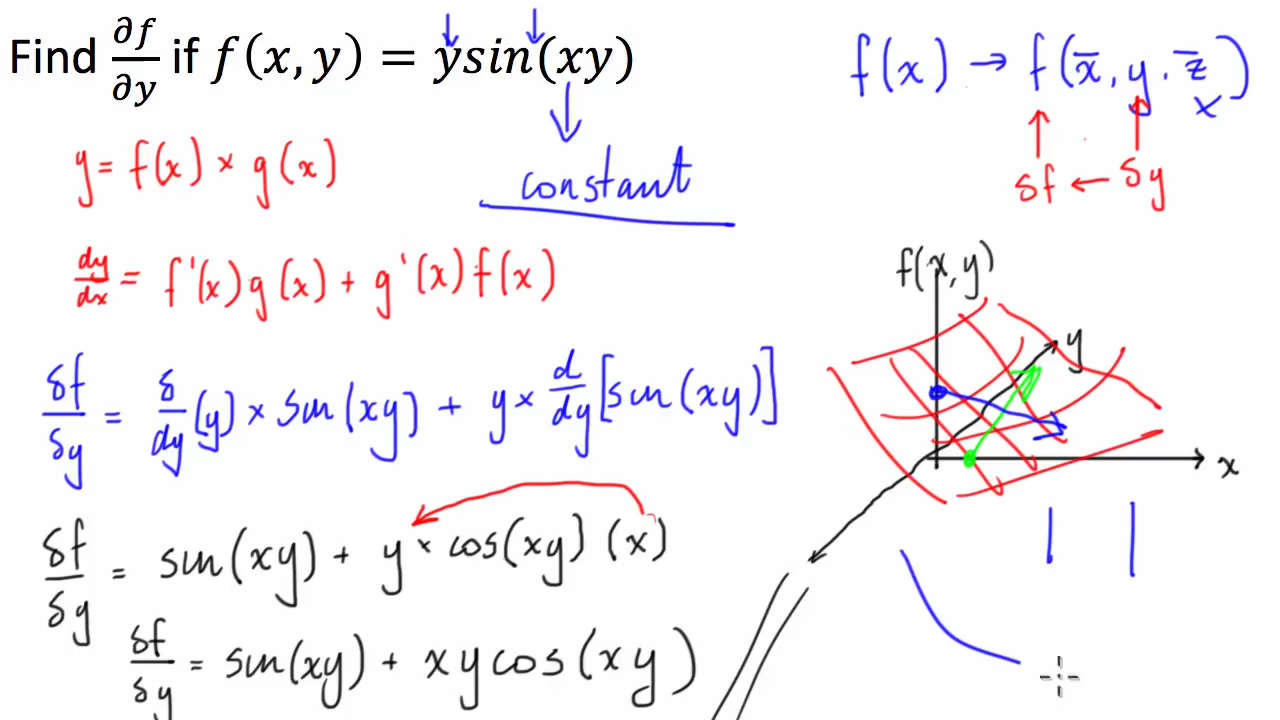 Find ∂f/∂y if f(x, y) = ysin(xy)
f(x) → f(x̄, y, z̄)
x
y = f(x) × g(x)
constant
δf ← δy
dy/dx = f'(x)g(x) + g'(x)f(x)
f(x,y)
y
δf/δy = δ/dy(y) × sin(xy) + y × d/dy[sin(xy)]
x
δf/δy = sin(xy) + y × cos(xy) (x)
δf/δy = sin(xy) + xycos(xy)